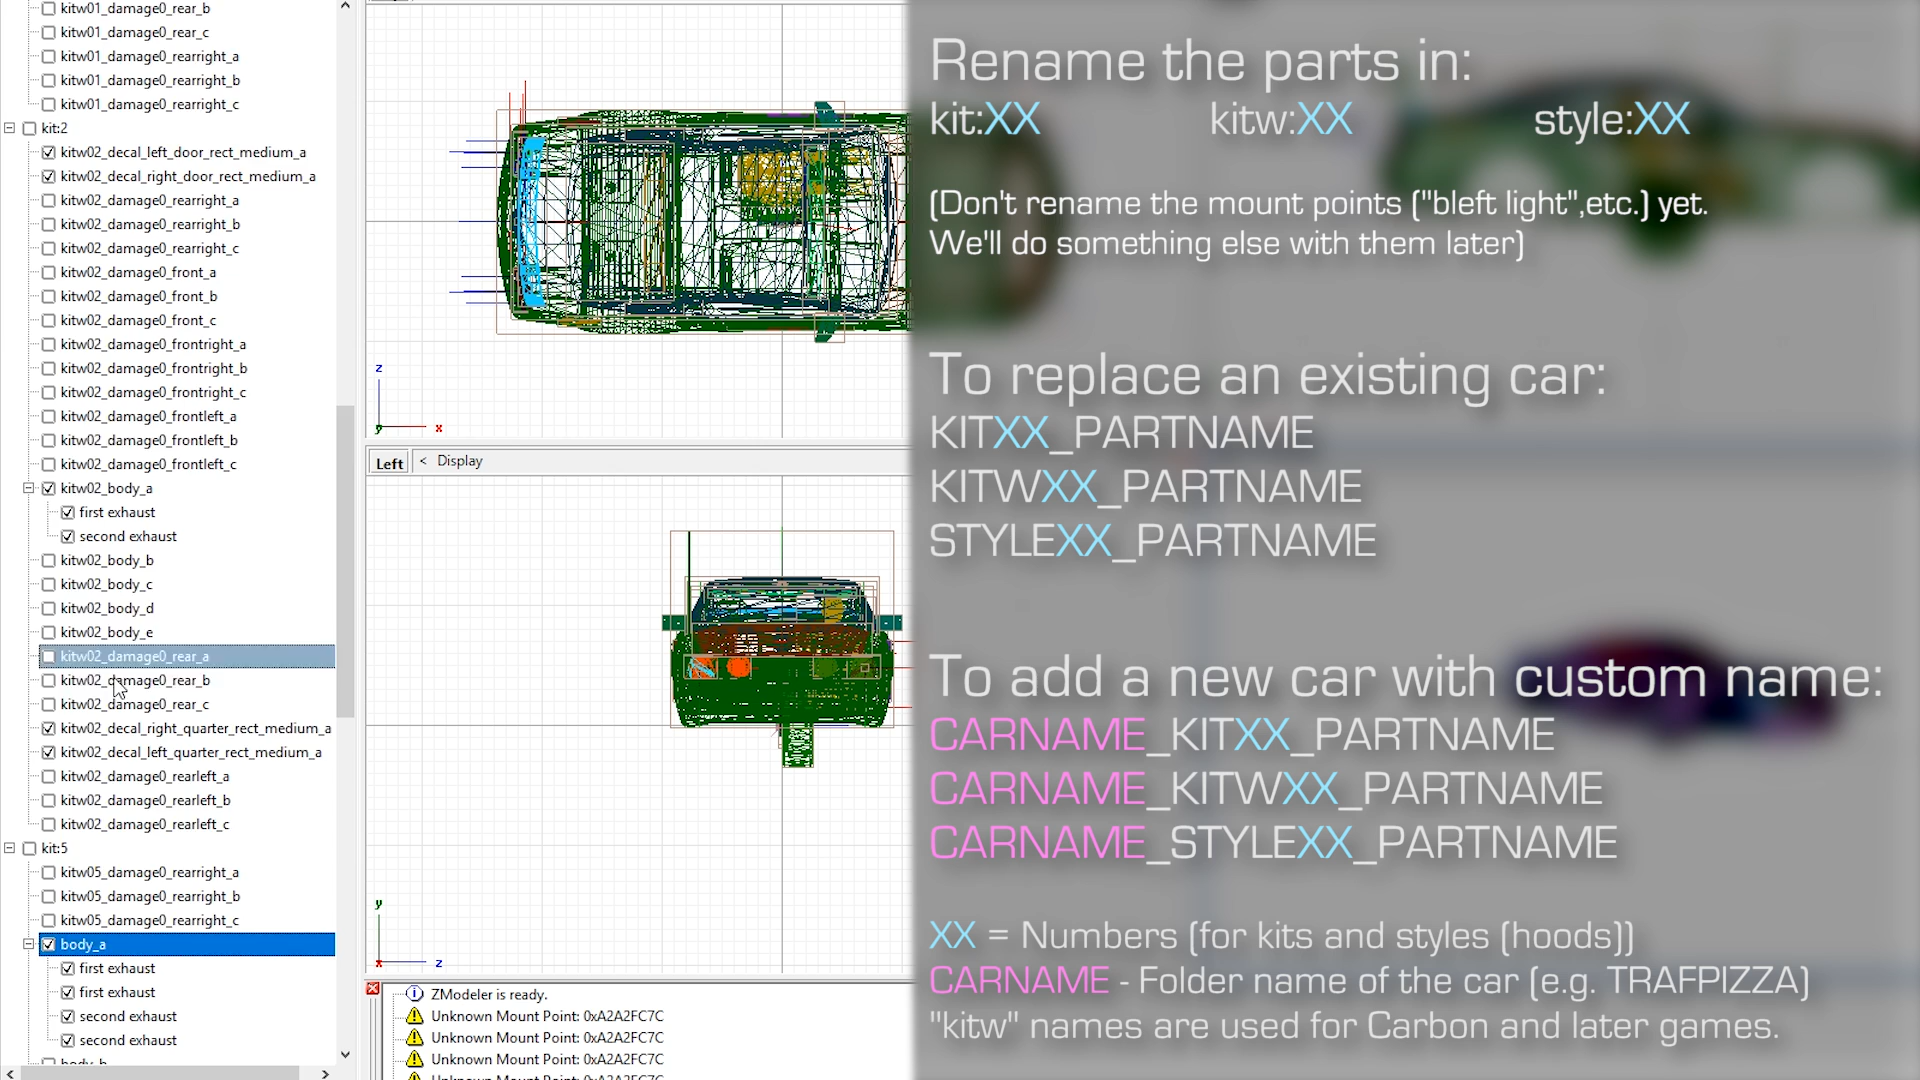 kitw01_damage0_rear_b
kitw01_damage0_rear_c
kitw01_damage0_rearright_a
kitw01_damage0_rearright_b
kitw01_damage0_rearright_c
kit:2
kitw02_decal_left_door_rect_medium_a
kitw02_decal_right_door_rect_medium_a
kitw02_damage0_rearright_a
kitw02_damage0_rearright_b
kitw02_damage0_rearright_c
kitw02_damage0_front_a
kitw02_damage0_front_b
kitw02_damage0_front_c
kitw02_damage0_frontright_a
kitw02_damage0_frontright_b
kitw02_damage0_frontright_c
kitw02_damage0_frontleft_a
kitw02_damage0_frontleft_b
kitw02_damage0_frontleft_c
kitw02_body_a
first exhaust
second exhaust
kitw02_body_b
kitw02_body_c
kitw02_body_d
kitw02_body_e
kitw02_damage0_rear_a
kitw02_damage0_rear_b
kitw02_damage0_rear_c
kitw02_decal_right_quarter_rect_medium_a
kitw02_decal_left_quarter_rect_medium_a
kitw02_damage0_rearleft_a
kitw02_damage0_rearleft_b
kitw02_damage0_rearleft_c
kit:5
kitw05_damage0_rearright_a
kitw05_damage0_rearright_b
kitw05_damage0_rearright_c
body_a
first exhaust
first exhaust
second exhaust
second exhaust
body_b
z
y
x
Left < Display
y
x
z
ZModeler is ready.
Unknown Mount Point: 0xA2A2FC7C
Unknown Mount Point: 0xA2A2FC7C
Unknown Mount Point: 0xA2A2FC7C
Unknown Mount Point: 0xA2A2FC7C
Rename the parts in:
kit:XX kitw:XX style:XX
(Don't rename the mount points ("bleft light",etc.) yet.
We'll do something else with them later)
To replace an existing car:
KITXX_PARTNAME
KITWXX_PARTNAME
STYLEXX_PARTNAME
To add a new car with custom name:
CARNAME_KITXX_PARTNAME
CARNAME_KITWXX_PARTNAME
CARNAME_STYLEXX_PARTNAME
XX = Numbers (for kits and styles (hoods))
CARNAME - Folder name of the car (e.g. TRAFPIZZA)
"kitw" names are used for Carbon and later games.